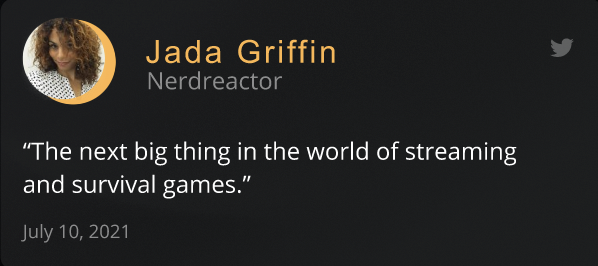 Jada Griffin
Nerdreactor
“The next big thing in the world of streaming
and survival games.”
July 10, 2021